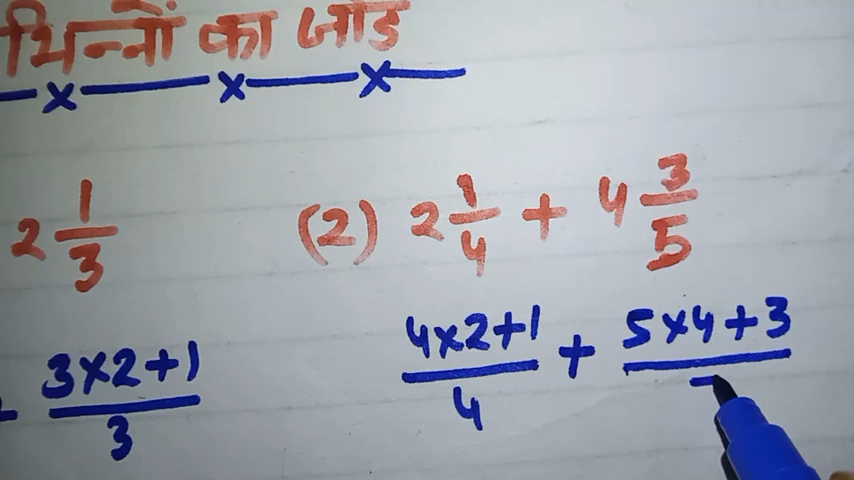 भिन्नों का जोड़
2 1/3 (2) 2 1/4 + 4 3/5
3×2+1/3 4×2+1/4 + 5×4+3/